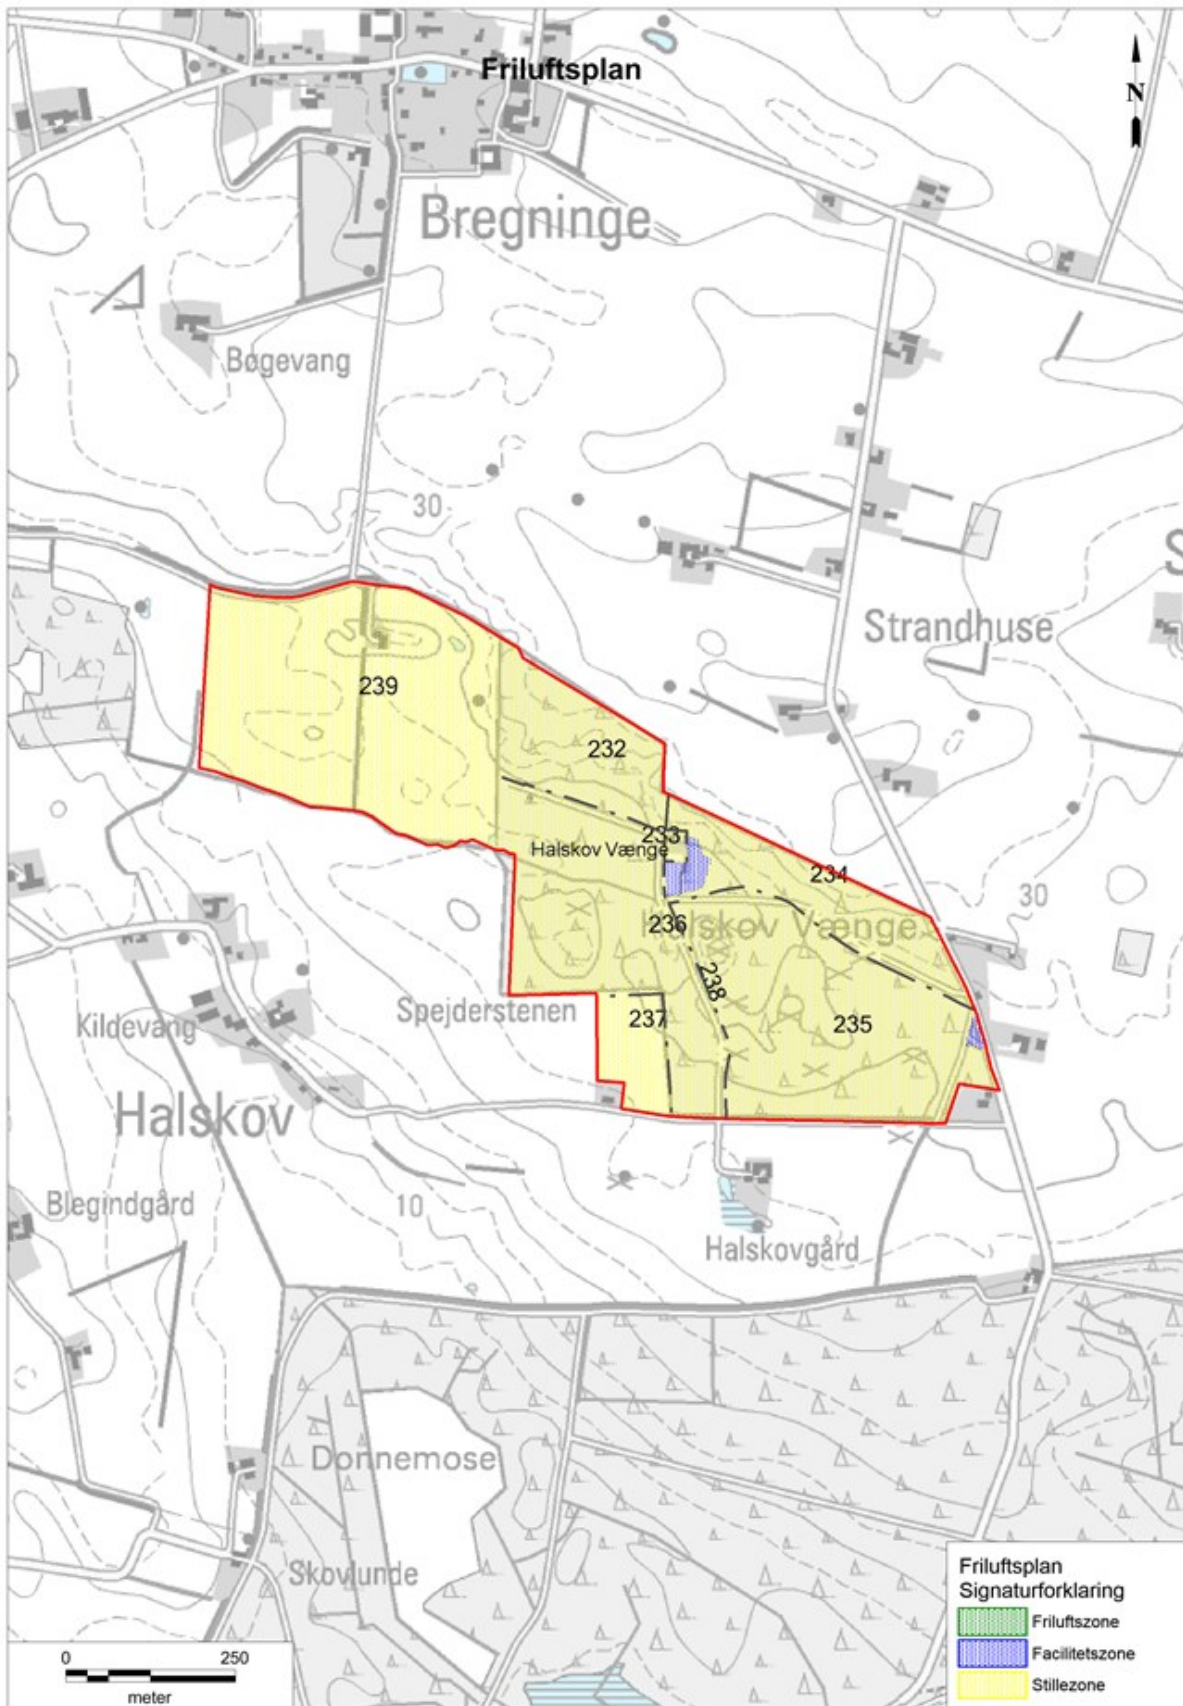 Friluftsplan
N
Bregninge
Bøgevang
30
S
Strandhuse
239
232
233
Halskov Vænge
234
30
236
Halskov Vænge
238
Spejderstenen
237
235
Kildevang
Halskov
Blegindgård
10
Halskovgård
Donnemose
Skovlunde
Friluftsplan
Signaturforklaring
Friluftszone
Facilitetszone
Stillezone
0 250
meter